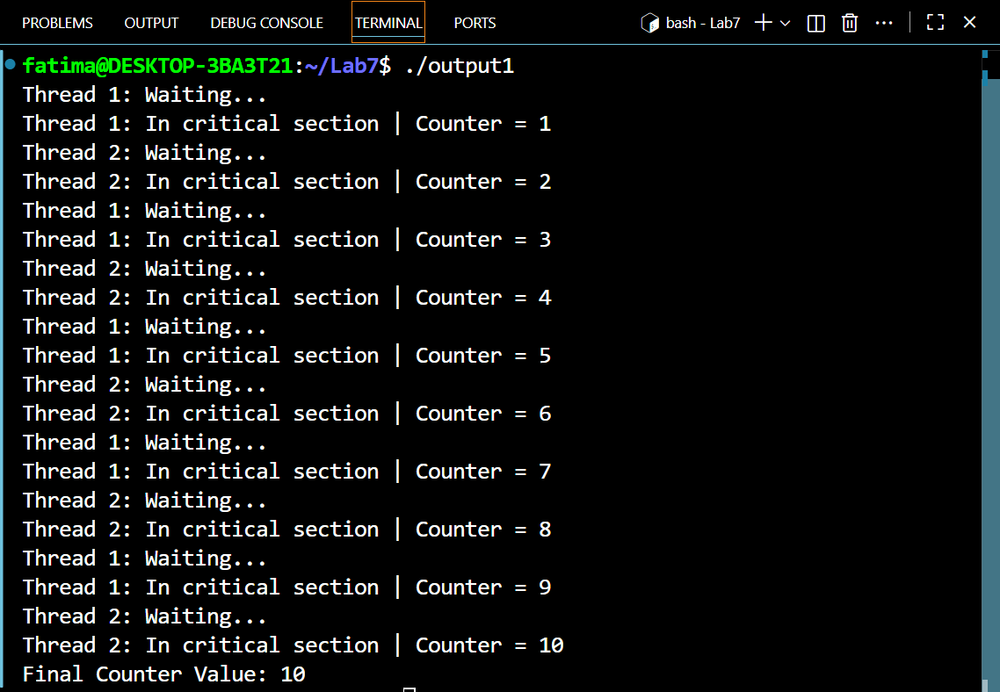 PROBLEMS OUTPUT DEBUG CONSOLE TERMINAL PORTS bash - Lab7
fatima@DESKTOP-3BA3T21:~/Lab7$ ./output1
Thread 1: Waiting...
Thread 1: In critical section | Counter = 1
Thread 2: Waiting...
Thread 2: In critical section | Counter = 2
Thread 1: Waiting...
Thread 1: In critical section | Counter = 3
Thread 2: Waiting...
Thread 2: In critical section | Counter = 4
Thread 1: Waiting...
Thread 1: In critical section | Counter = 5
Thread 2: Waiting...
Thread 2: In critical section | Counter = 6
Thread 1: Waiting...
Thread 1: In critical section | Counter = 7
Thread 2: Waiting...
Thread 2: In critical section | Counter = 8
Thread 1: Waiting...
Thread 1: In critical section | Counter = 9
Thread 2: Waiting...
Thread 2: In critical section | Counter = 10
Final Counter Value: 10